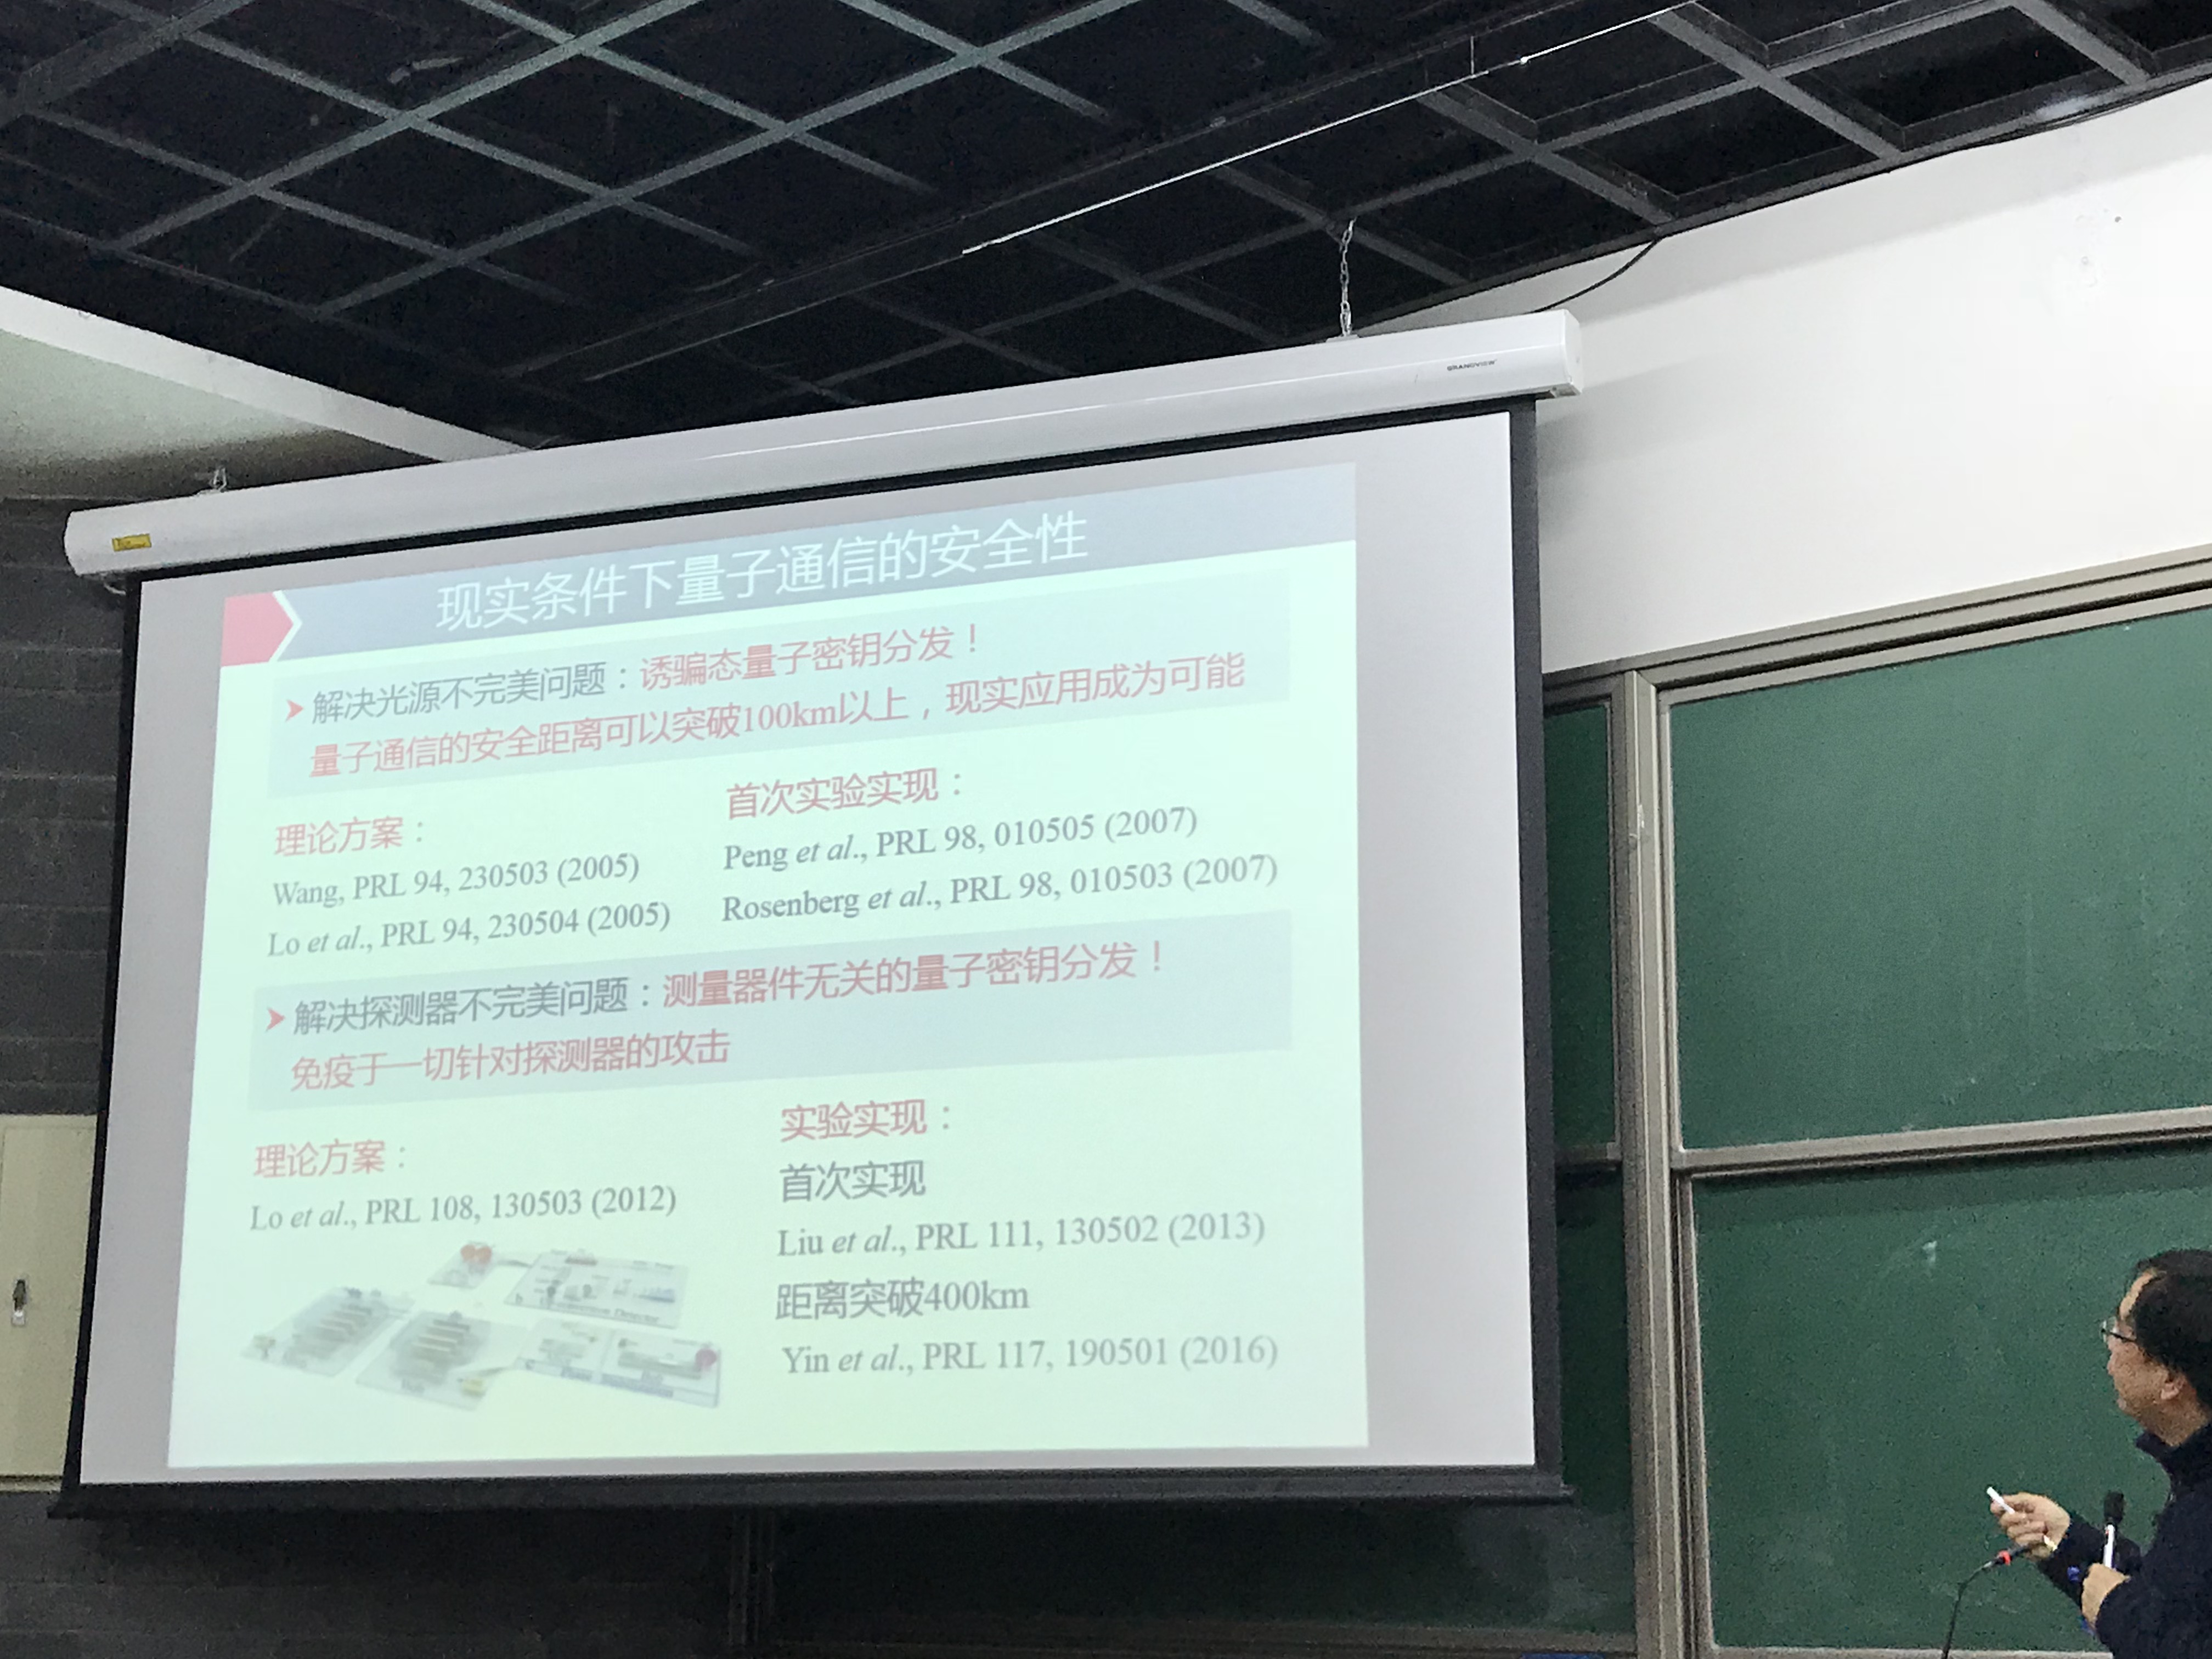 GRANDVIEW
现实条件下量子通信的安全性
➤解决光源不完美问题：诱骗态量子密钥分发！
量子通信的安全距离可以突破100km以上，现实应用成为可能
理论方案：
Wang, PRL 94, 230503 (2005)
Lo et al., PRL 94, 230504 (2005)
首次实验实现：
Peng et al., PRL 98, 010505 (2007)
Rosenberg et al., PRL 98, 010503 (2007)
➤解决探测器不完美问题：测量器件无关的量子密钥分发！
免疫于一切针对探测器的攻击
理论方案：
Lo et al., PRL 108, 130503 (2012)
实验实现：
首次实现
Liu et al., PRL 111, 130502 (2013)
距离突破400km
Yin et al., PRL 117, 190501 (2016)